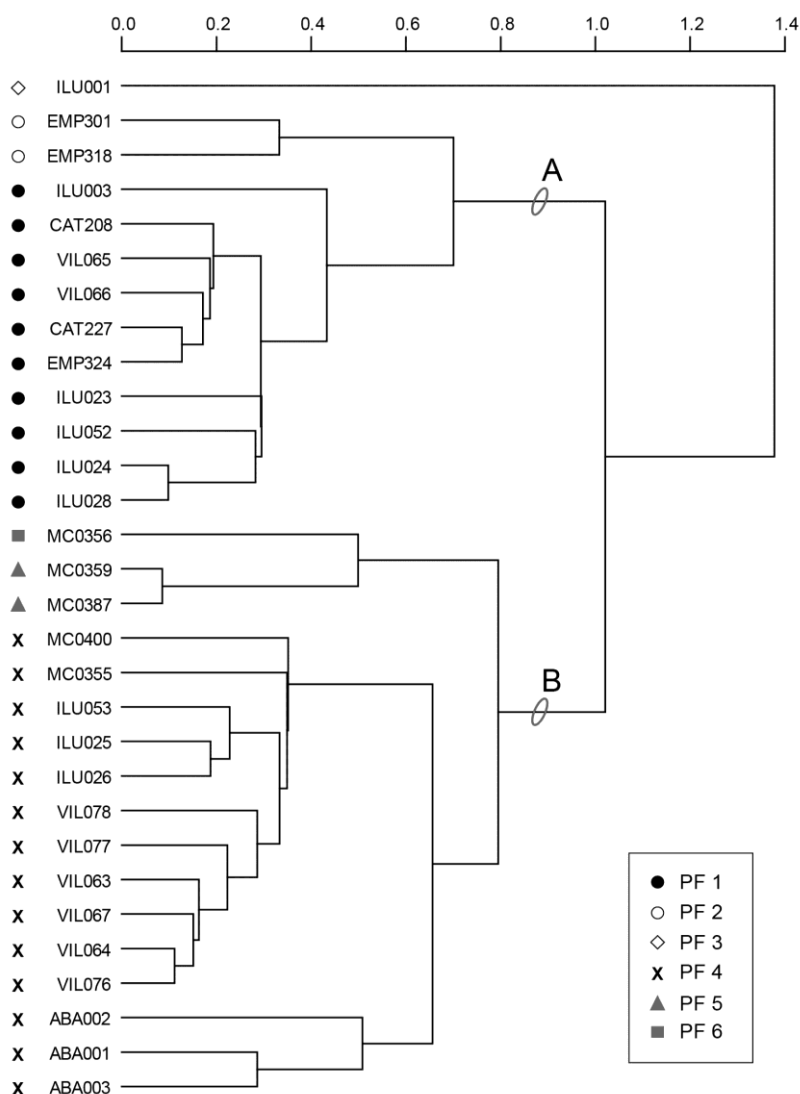 0.0 0.2 0.4 0.6 0.8 1.0 1.2 1.4
ILU001
EMP301
EMP318
A
ILU003
CAT208
VIL065
VIL066
CAT227
EMP324
ILU023
ILU052
ILU024
ILU028
MC0356
MC0359
MC0387
X MC0400
X MC0355
B
X ILU053
X ILU025
X ILU026
X VIL078
X VIL077
X VIL063
X VIL067
X VIL064
X VIL076
X ABA002
X ABA001
X ABA003
PF 1
PF 2
PF 3
X PF 4
PF 5
PF 6